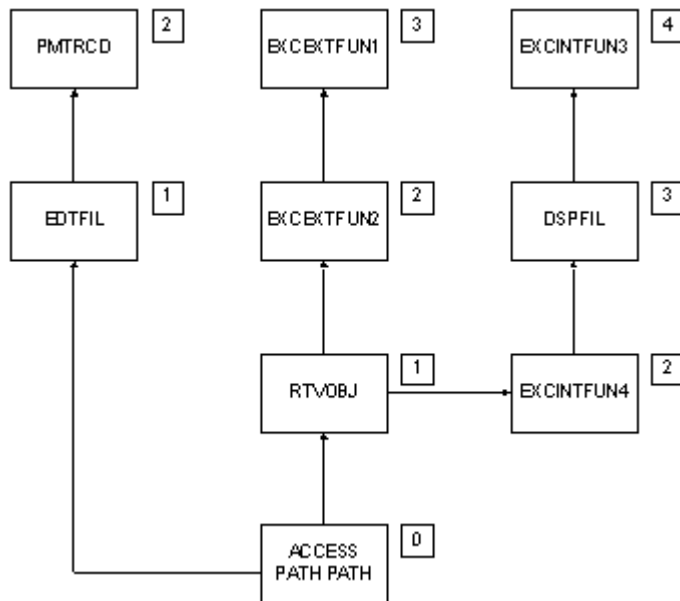 PMTRCD 2
EXCEXTFUN1 3
EXCINTFUN3 4
EDTFIL 1
EXCEXTFUN2 2
DSPFIL 3
RTVOBJ 1
EXCINTFUN4 2
ACCESS 0
PATH PATH